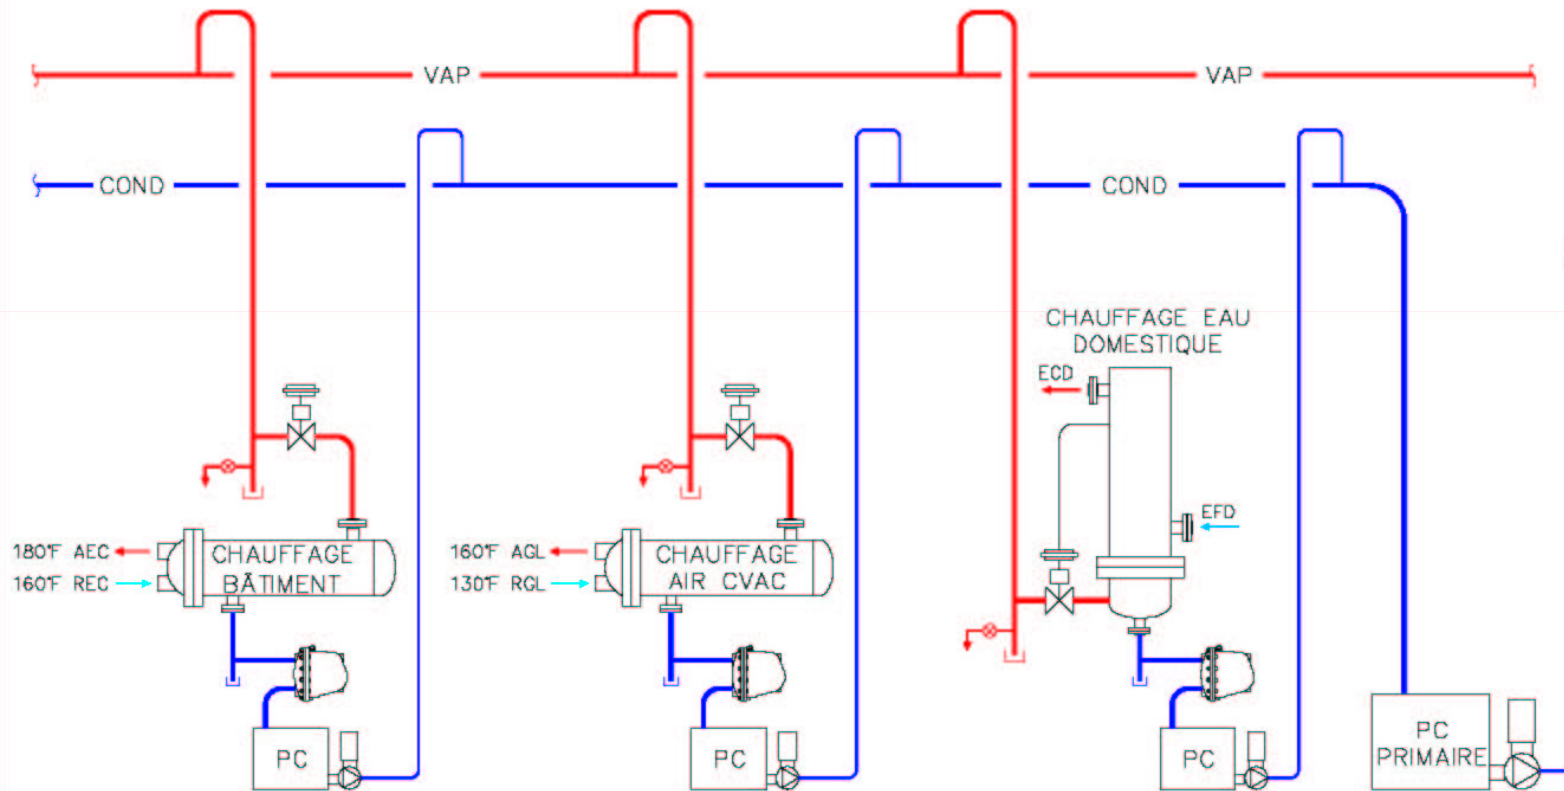 VAP
VAP
COND
COND
CHAUFFAGE EAU
DOMESTIQUE
ECD
EFD
180°F AEC
160°F REC
CHAUFFAGE
BÂTIMENT
160°F AGL
130°F RGL
CHAUFFAGE
AIR CVAC
PC
PC
PC
PC
PRIMAIRE